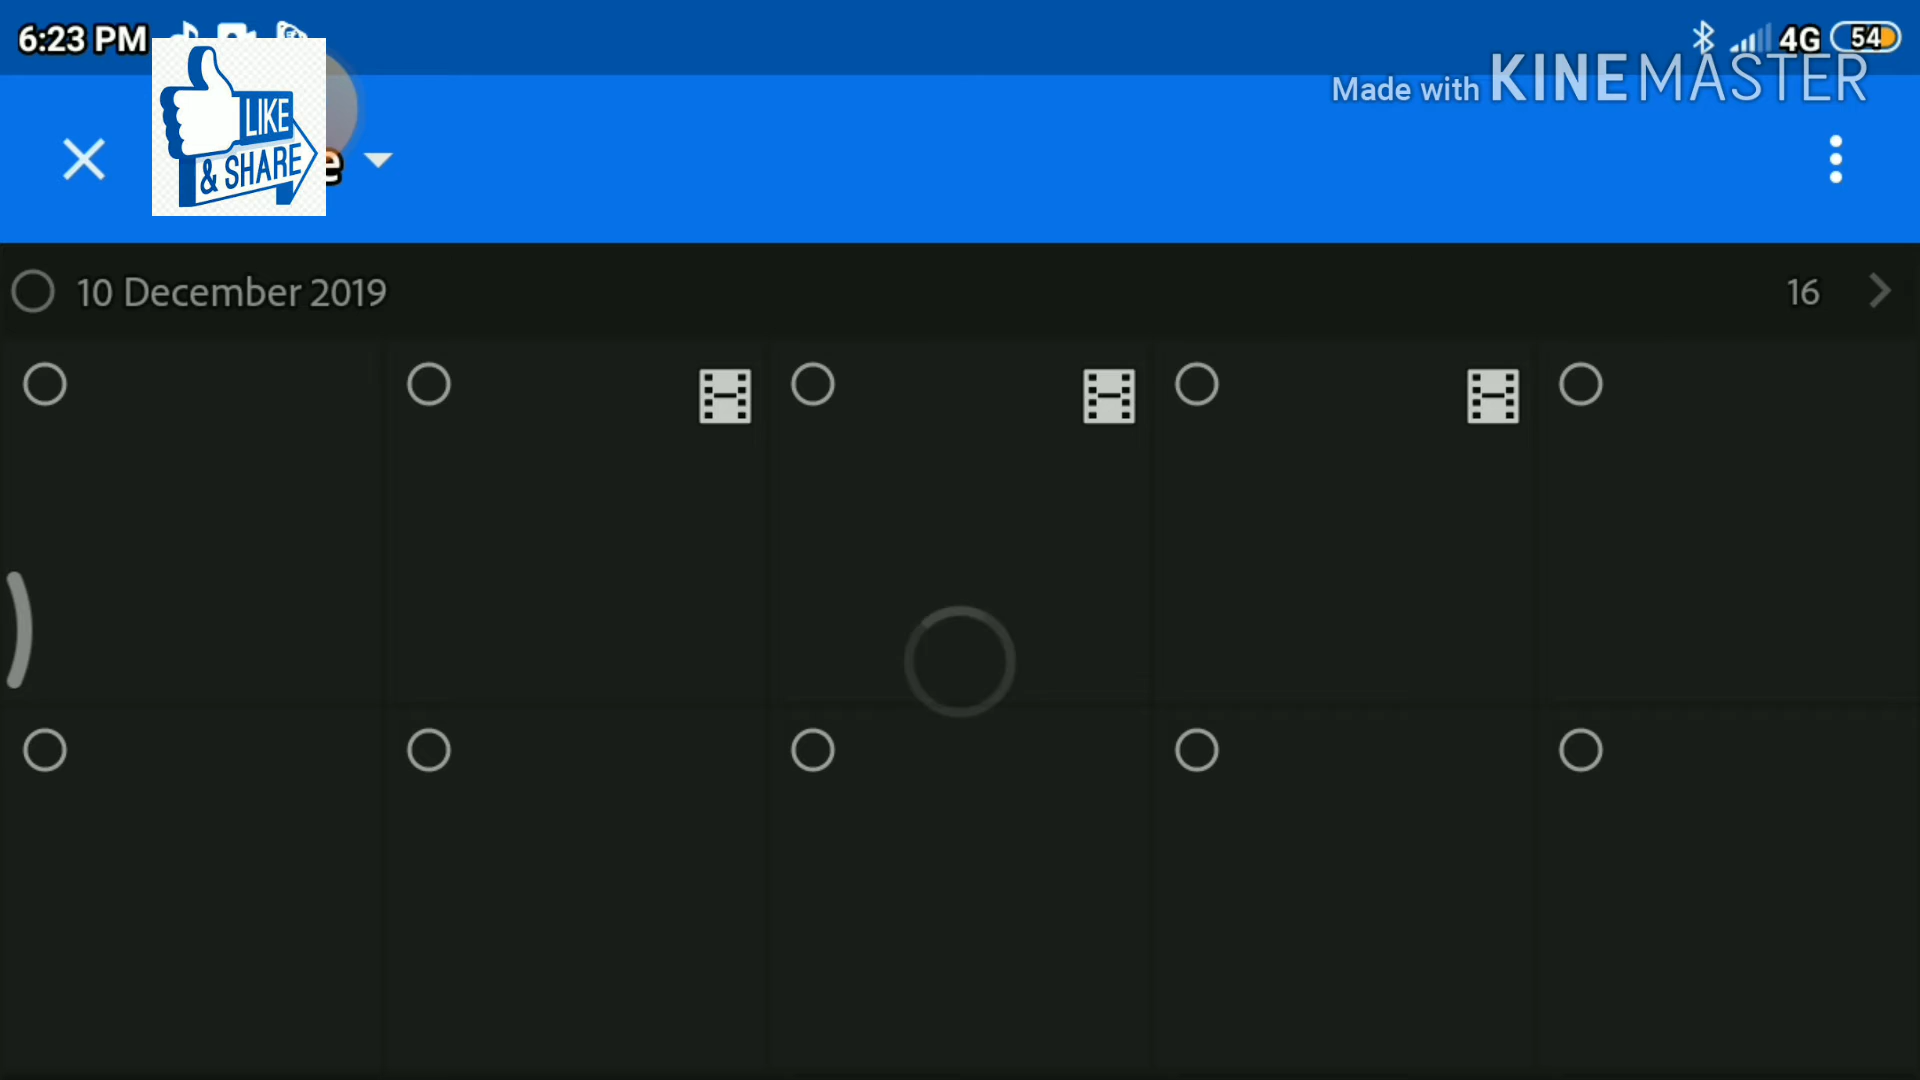 6:23 PM
4G
54
Made with KINEMASTER
LIKE
& SHARE
10 December 2019
16